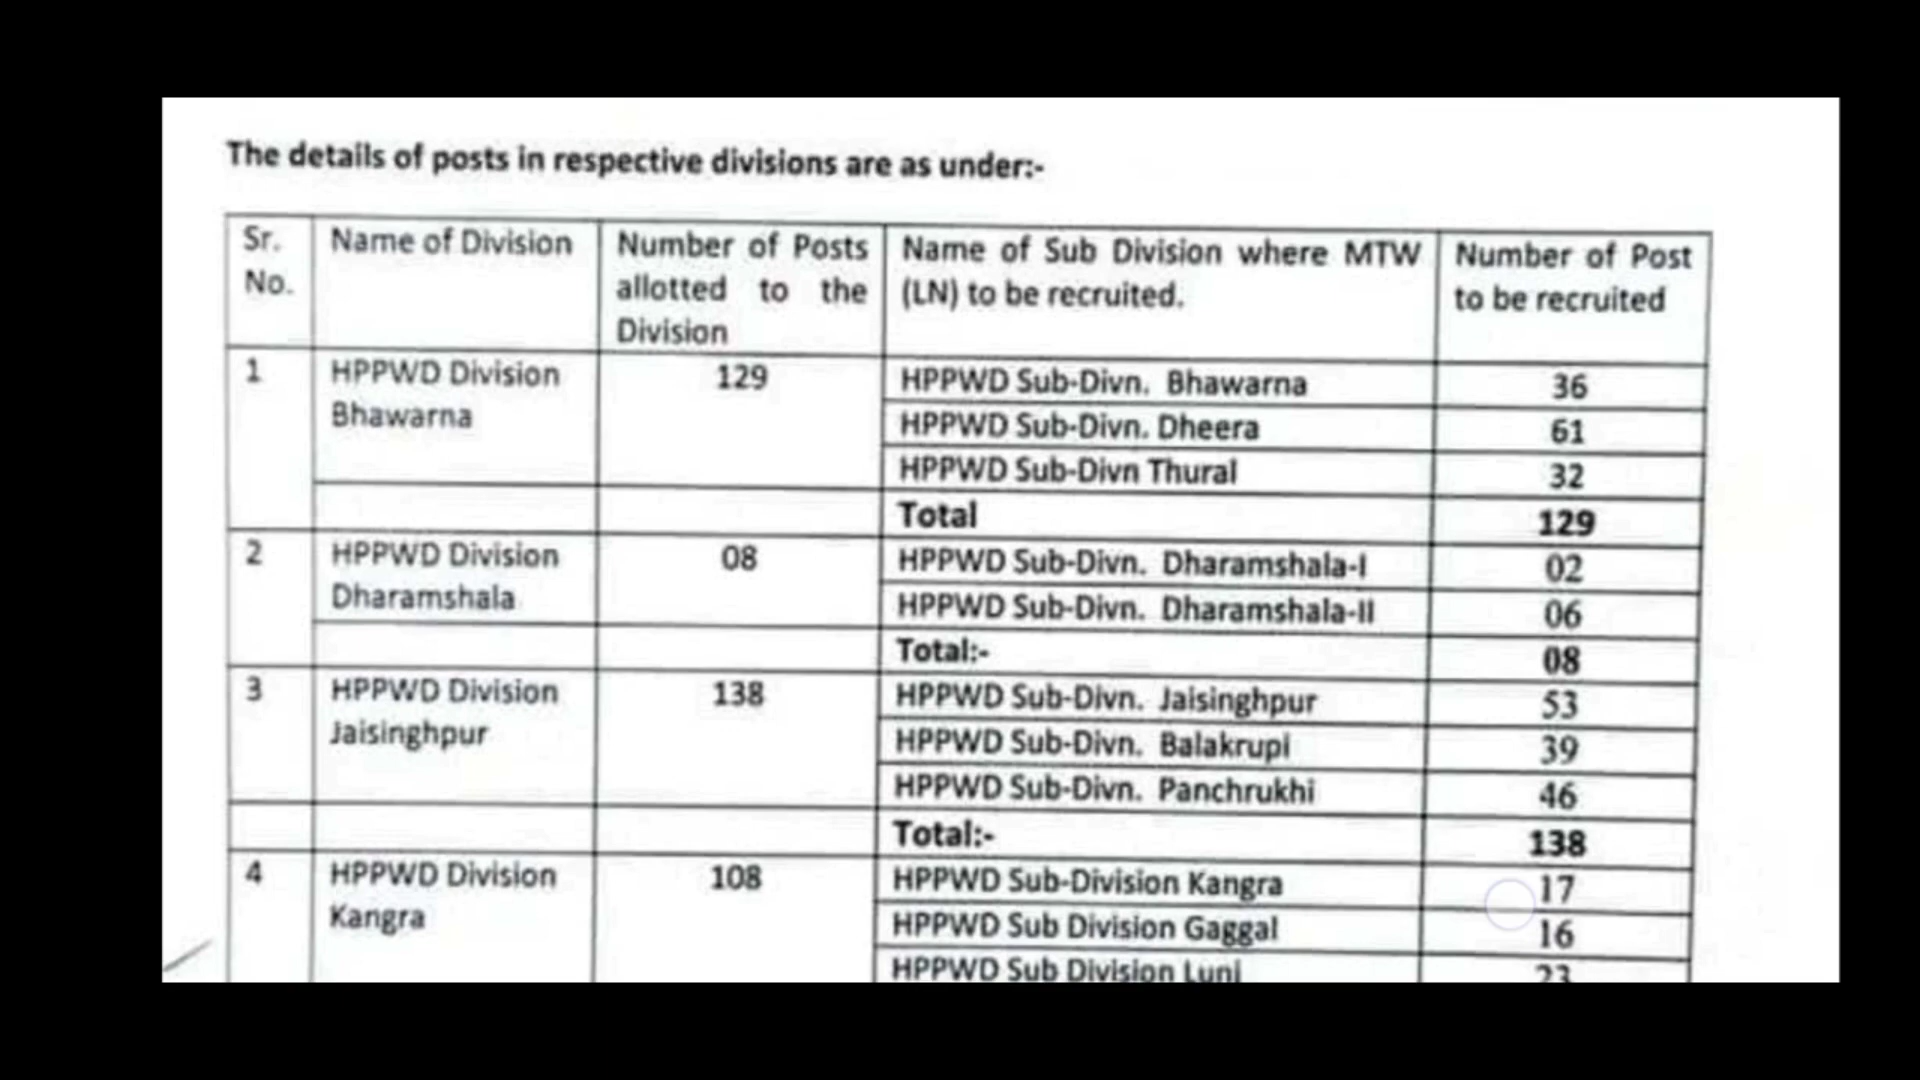 The details of posts in respective divisions are as under:-
Sr. No. Name of Division Number of Posts allotted to the Division Name of Sub Division where MTW (LN) to be recruited. Number of Post to be recruited
1 HPPWD Division Bhawarna 129 HPPWD Sub-Divn. Bhawarna 36
HPPWD Sub-Divn. Dheera 61
HPPWD Sub-Divn Thural 32
Total 129
2 HPPWD Division Dharamshala 08 HPPWD Sub-Divn. Dharamshala-I 02
HPPWD Sub-Divn. Dharamshala-II 06
Total:- 08
3 HPPWD Division Jaisinghpur 138 HPPWD Sub-Divn. Jaisinghpur 53
HPPWD Sub-Divn. Balakrupi 39
HPPWD Sub-Divn. Panchrukhi 46
Total:- 138
4 HPPWD Division Kangra 108 HPPWD Sub-Division Kangra 17
HPPWD Sub Division Gaggal 16
HPPWD Sub Division Luni 23